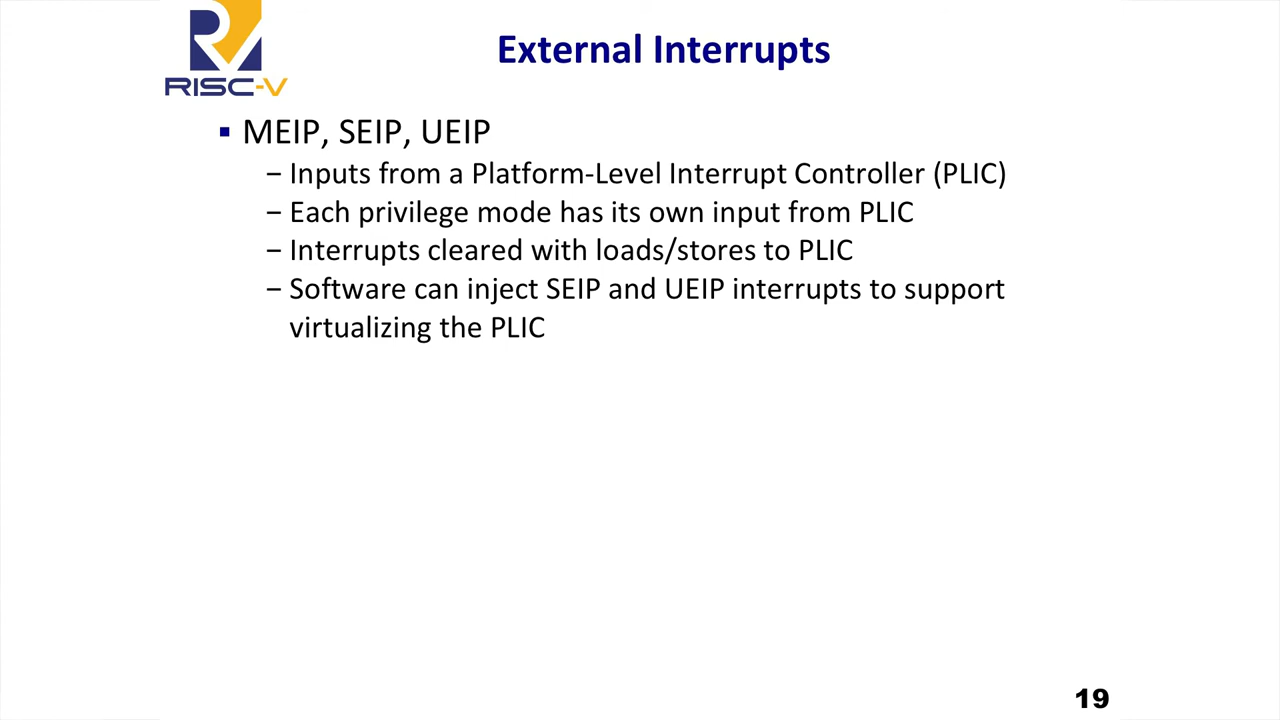 RISC-V
External Interrupts
▪ MEIP, SEIP, UEIP
– Inputs from a Platform-Level Interrupt Controller (PLIC)
– Each privilege mode has its own input from PLIC
– Interrupts cleared with loads/stores to PLIC
– Software can inject SEIP and UEIP interrupts to support
virtualizing the PLIC
19